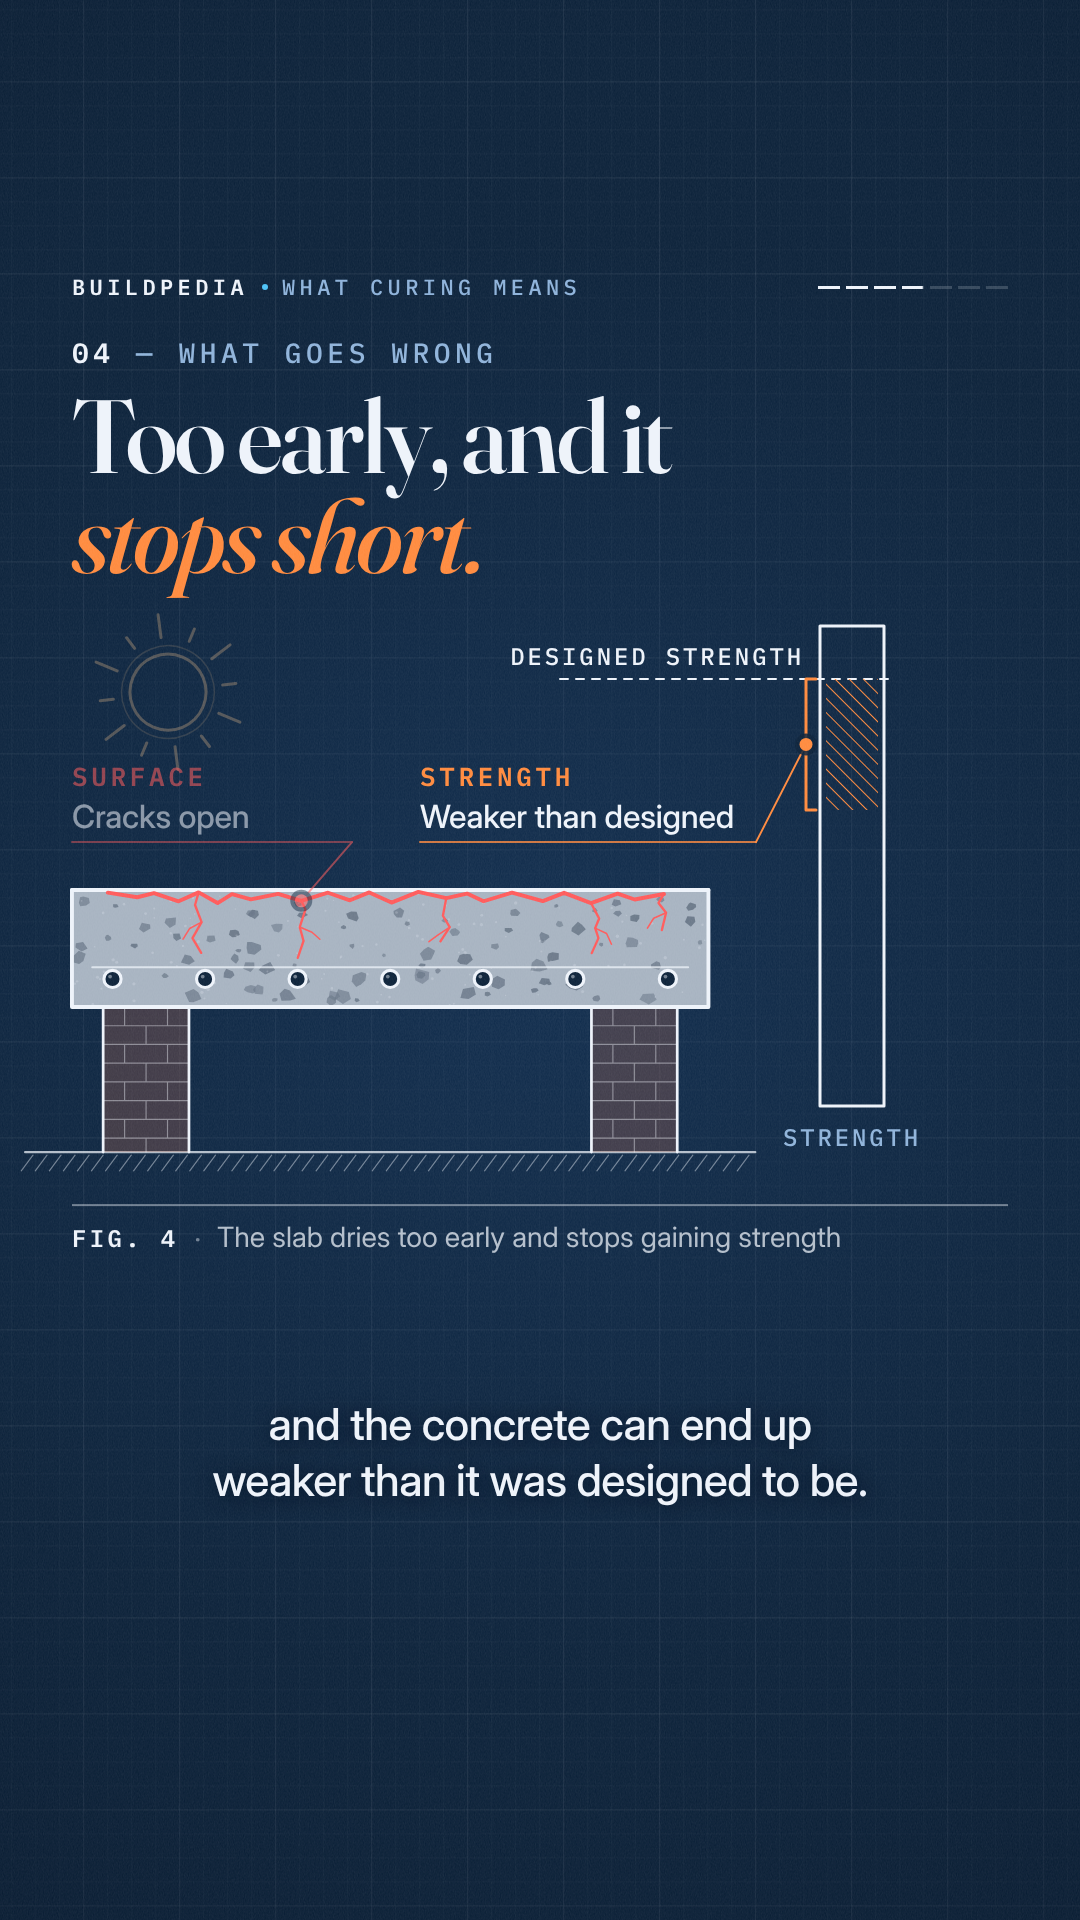 BUILDPEDIA • WHAT CURING MEANS
04 — WHAT GOES WRONG
Too early, and it
stops short.
DESIGNED STRENGTH
SURFACE
Cracks open
STRENGTH
Weaker than designed
STRENGTH
FIG. 4 · The slab dries too early and stops gaining strength
and the concrete can end up
weaker than it was designed to be.